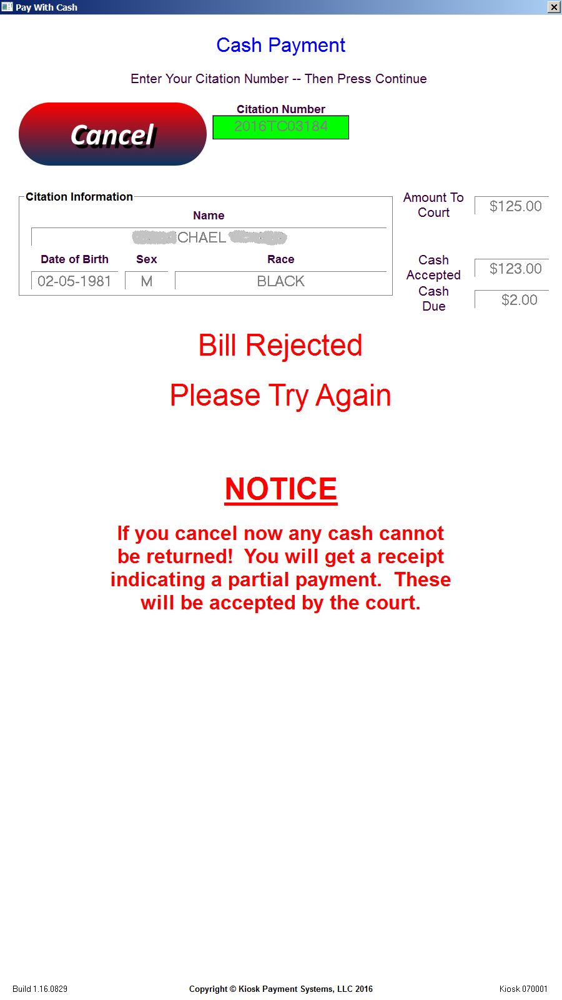 Pay With Cash
Cash Payment
Enter Your Citation Number -- Then Press Continue
Cancel
Citation Number
2016TC03184
Citation Information
Name
CHAEL
Date of Birth Sex Race
02-05-1981 M BLACK
Amount To
Court
$125.00
Cash
Accepted
$123.00
Cash
Due
$2.00
Bill Rejected
Please Try Again
NOTICE
If you cancel now any cash cannot
be returned!  You will get a receipt
indicating a partial payment.  These
will be accepted by the court.
Build 1.16.0829
Copyright © Kiosk Payment Systems, LLC 2016
Kiosk 070001